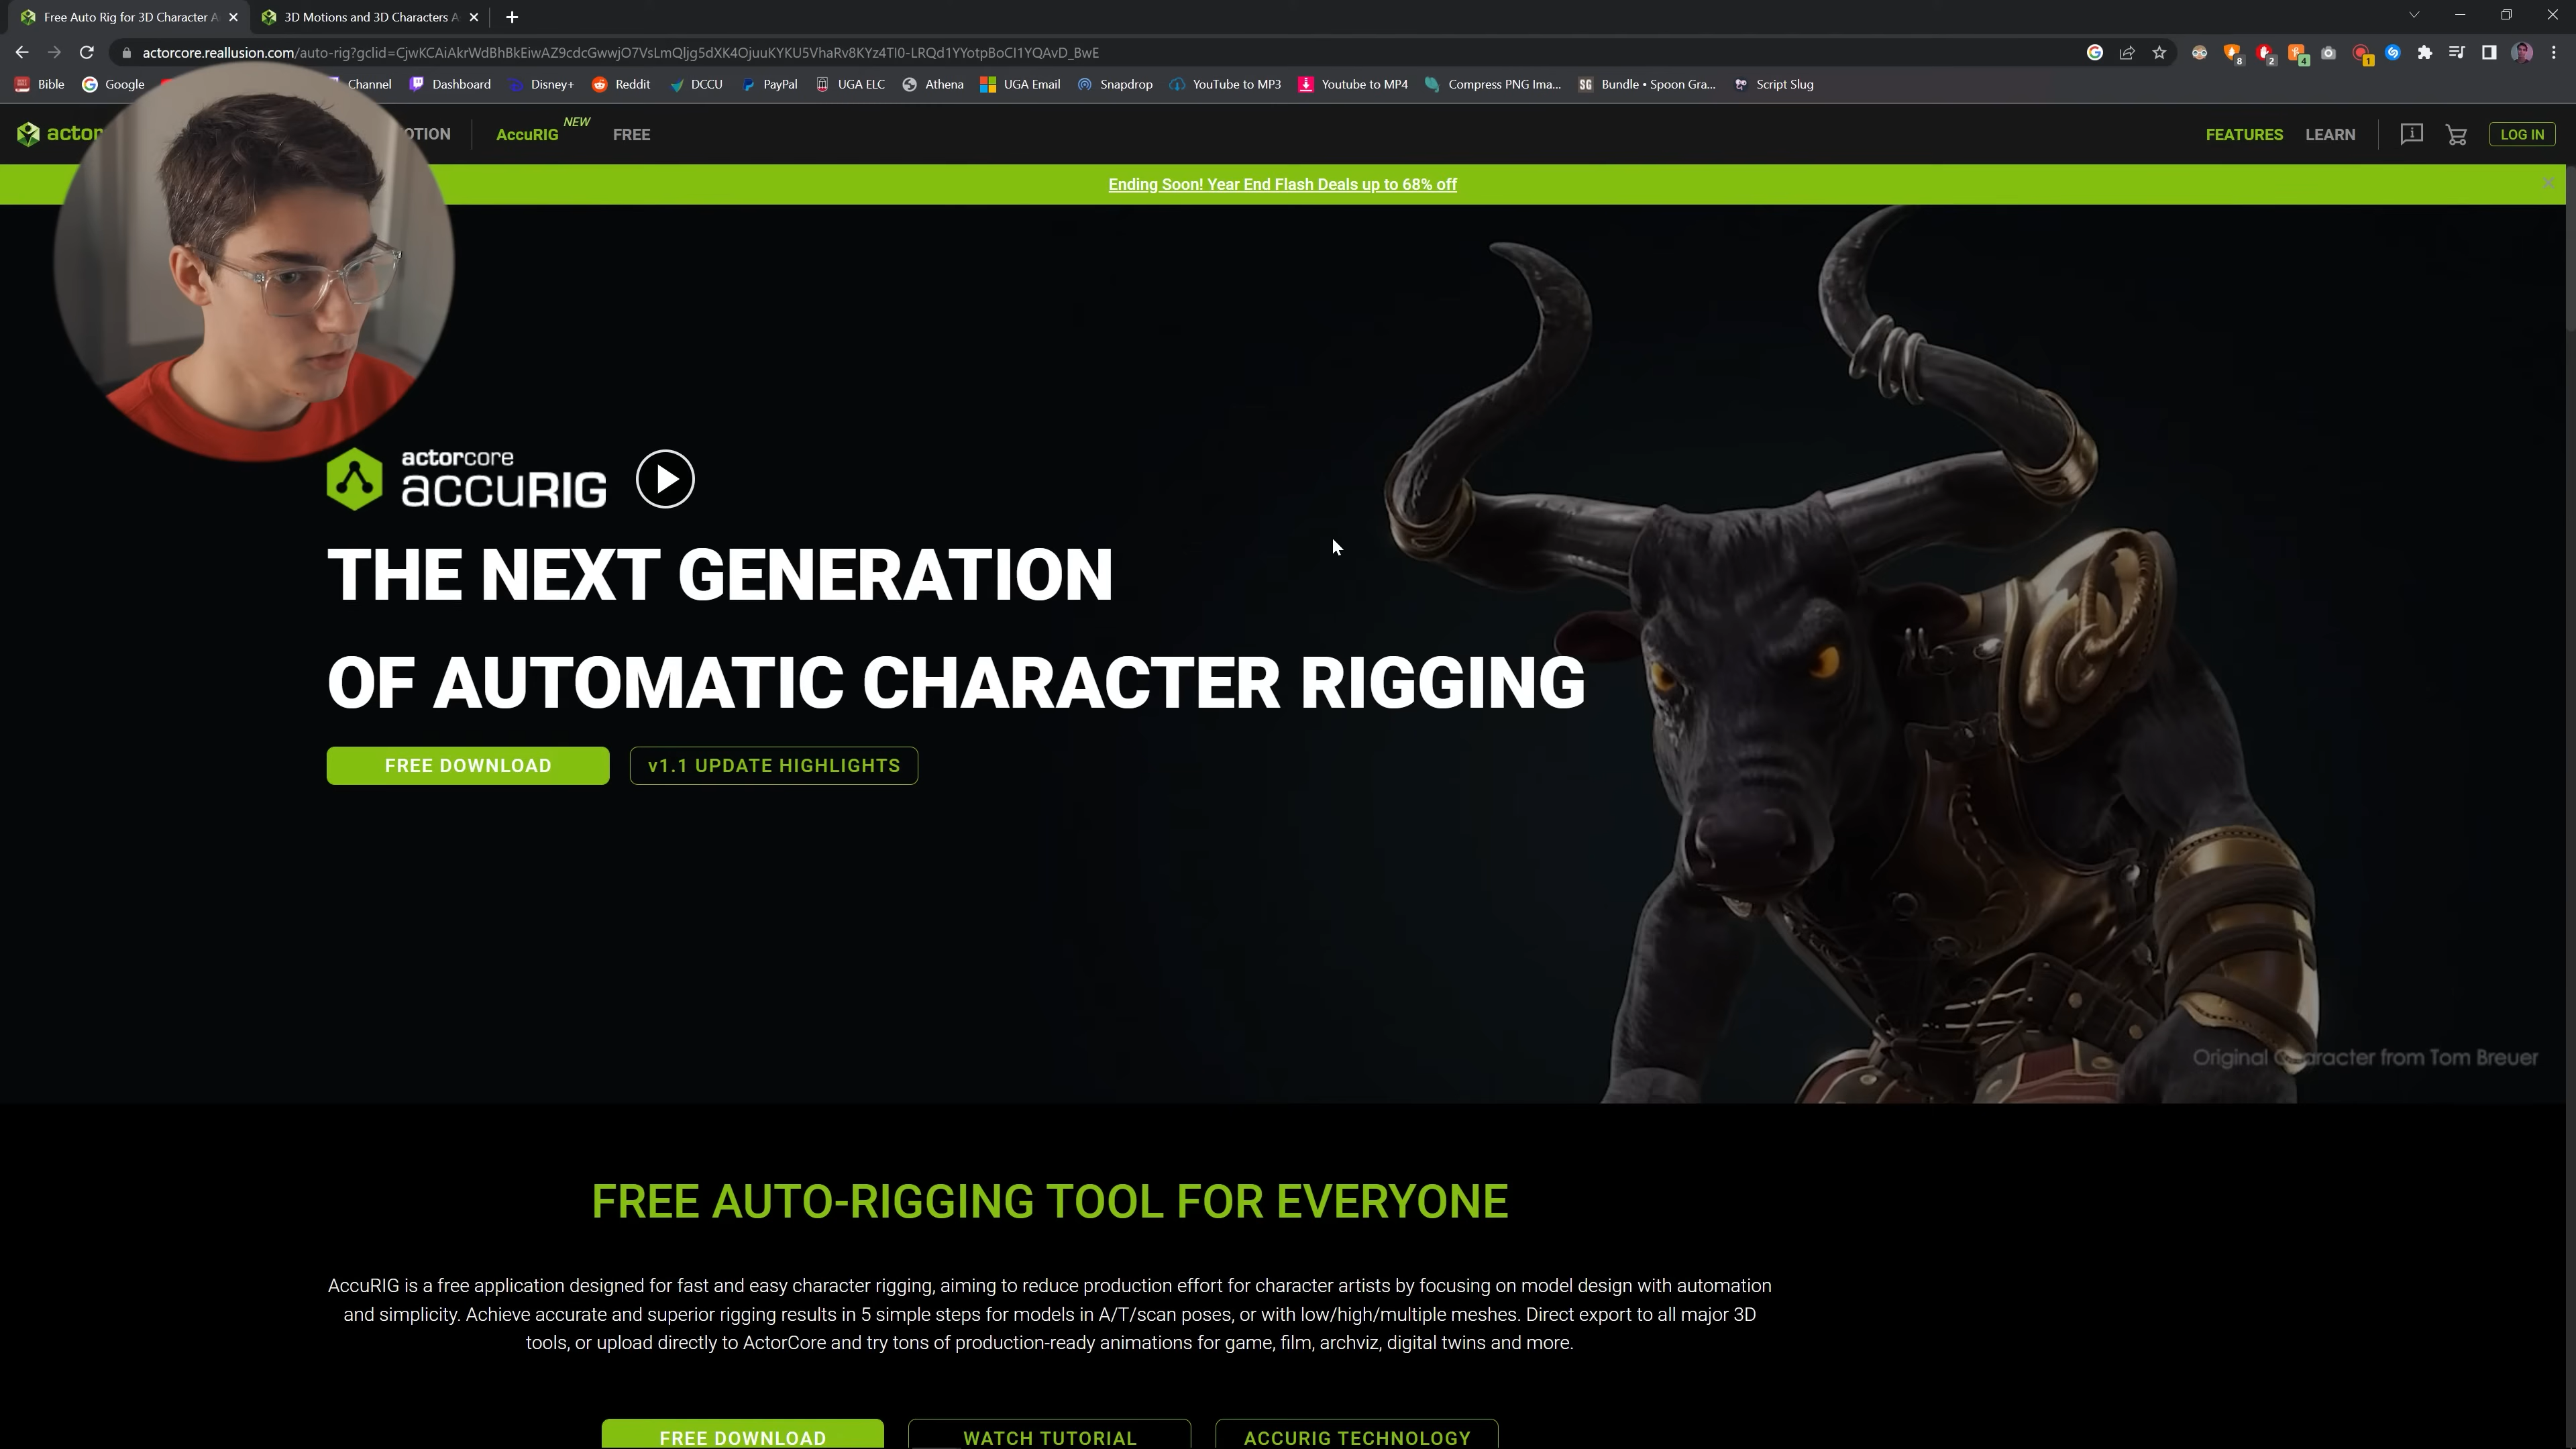 Free Auto Rig for 3D Character A
3D Motions and 3D Characters A
actorcore.reallusion.com/auto-rig?gclid=CjwKCAiAkrWdBhBkEiwAZ9cdcGwwjO7VsLmQljg5dXK4OjuuKYKU5VhaRv8KYz4TI0-LRQd1YYotpBoCI1YQAvD_BwE
8
2
4
1
Bible
Google
Channel
Dashboard
Disney+
Reddit
DCCU
PayPal
UGA ELC
Athena
UGA Email
Snapdrop
YouTube to MP3
Youtube to MP4
Compress PNG Ima...
SG
Bundle • Spoon Gra...
Script Slug
AccuRIG
NEW
FREE
FEATURES
LEARN
LOG IN
Ending Soon! Year End Flash Deals up to 68% off
actorcore
accuRIG
THE NEXT GENERATION
OF AUTOMATIC CHARACTER RIGGING
FREE DOWNLOAD
v1.1 UPDATE HIGHLIGHTS
Original Character from Tom Breuer
FREE AUTO-RIGGING TOOL FOR EVERYONE
AccuRIG is a free application designed for fast and easy character rigging, aiming to reduce production effort for character artists by focusing on model design with automation
and simplicity. Achieve accurate and superior rigging results in 5 simple steps for models in A/T/scan poses, or with low/high/multiple meshes. Direct export to all major 3D
tools, or upload directly to ActorCore and try tons of production-ready animations for game, film, archviz, digital twins and more.
FREE DOWNLOAD
WATCH TUTORIAL
ACCURIG TECHNOLOGY